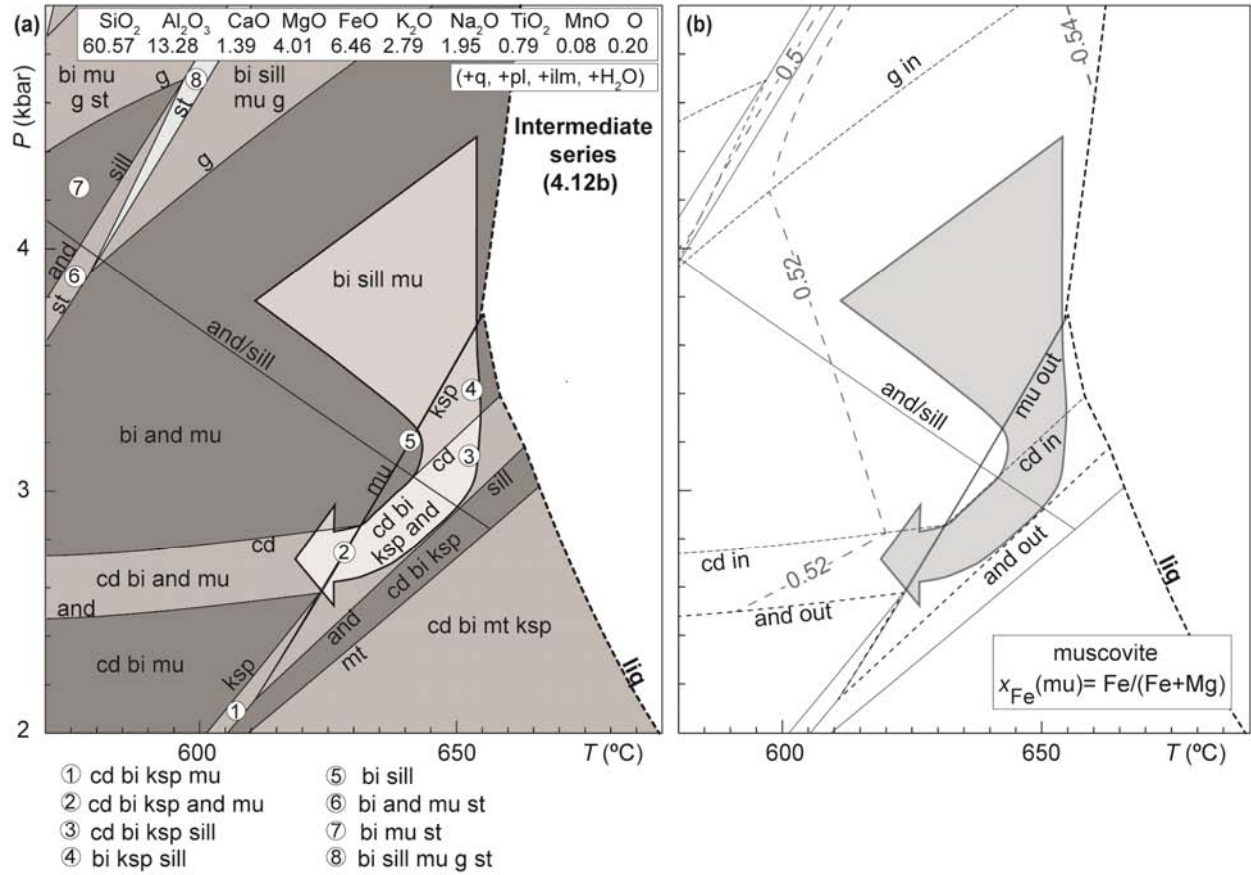 (a)
SiO2 Al2O3 CaO MgO FeO K2O Na2O TiO2 MnO O
60.57 13.28 1.39 4.01 6.46 2.79 1.95 0.79 0.08 0.20
(+q, +pl, +ilm, +H2O)
P (kbar)
4
3
2
bi mu
g st
g
8
st
bi sill
mu g
Intermediate
series
(4.12b)
sill
g
7
and
6
st
bi sill mu
and/sill
bi and mu
5
ksp
4
mu
cd
3
sill
cd
cd bi
ksp and
2
cd bi and mu
cd bi ksp
and
and
mt
cd bi mt ksp
cd bi mu
ksp
1
liq
600
650
T (ºC)
(b)
0.5
0.54
g in
0.52
and/sill
mu out
cd in
cd in
0.52
and out
and out
liq
muscovite
xFe(mu)= Fe/(Fe+Mg)
600
650
T (ºC)
① cd bi ksp mu
② cd bi ksp and mu
③ cd bi ksp sill
④ bi ksp sill
⑤ bi sill
⑥ bi and mu st
⑦ bi mu st
⑧ bi sill mu g st